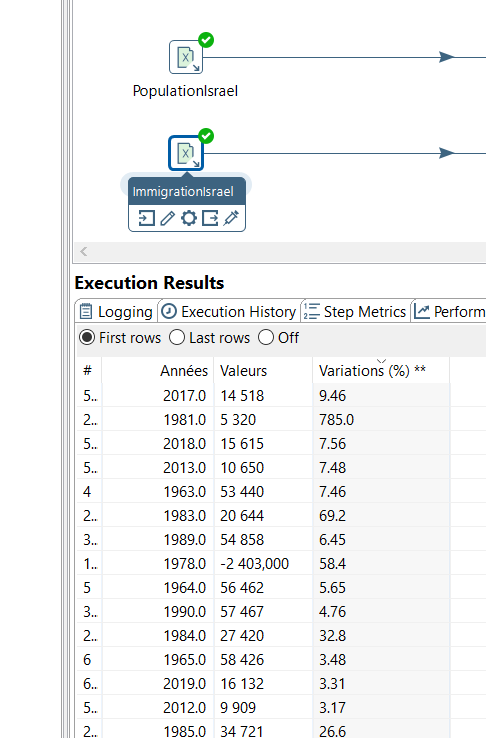 PopulationIsrael
ImmigrationIsrael
Execution Results
Logging Execution History Step Metrics Perform
First rows Last rows Off
# Années Valeurs Variations (%) **
5.. 2017.0 14 518 9.46
2.. 1981.0 5 320 785.0
5.. 2018.0 15 615 7.56
5.. 2013.0 10 650 7.48
4 1963.0 53 440 7.46
2.. 1983.0 20 644 69.2
3.. 1989.0 54 858 6.45
1.. 1978.0 -2 403,000 58.4
5 1964.0 56 462 5.65
3.. 1990.0 57 467 4.76
2.. 1984.0 27 420 32.8
6 1965.0 58 426 3.48
6.. 2019.0 16 132 3.31
5.. 2012.0 9 909 3.17
2.. 1985.0 34 721 26.6